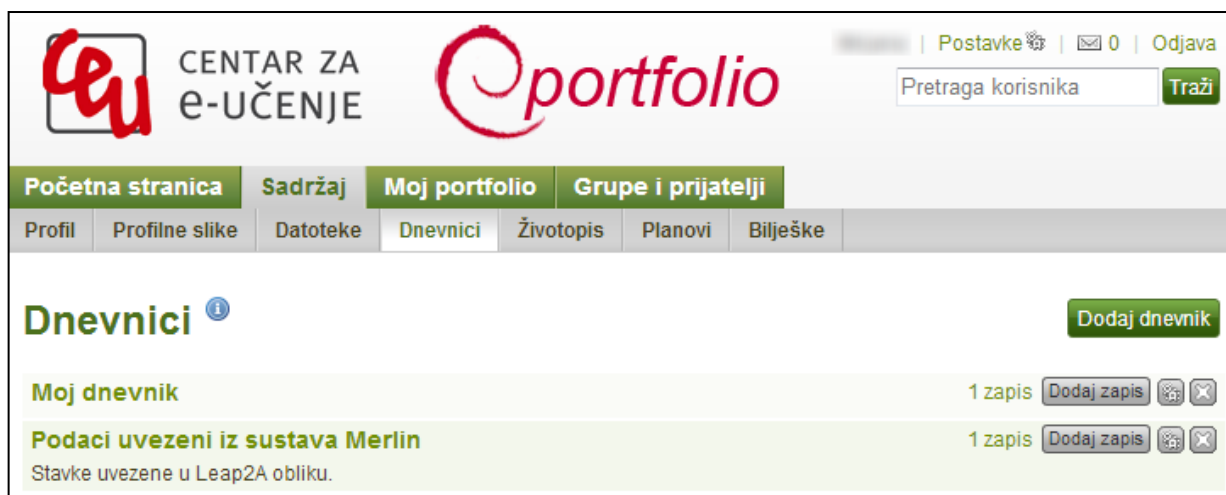 Postavke | ✉ 0 | Odjava
ceu CENTAR ZA
e-UČENJE
eportfolio
Pretraga korisnika Traži
Početna stranica Sadržaj Moj portfolio Grupe i prijatelji
Profil Profilne slike Datoteke Dnevnici Životopis Planovi Bilješke
Dnevnici
Dodaj dnevnik
Moj dnevnik 1 zapis Dodaj zapis
Podaci uvezeni iz sustava Merlin 1 zapis Dodaj zapis
Stavke uvezene u Leap2A obliku.